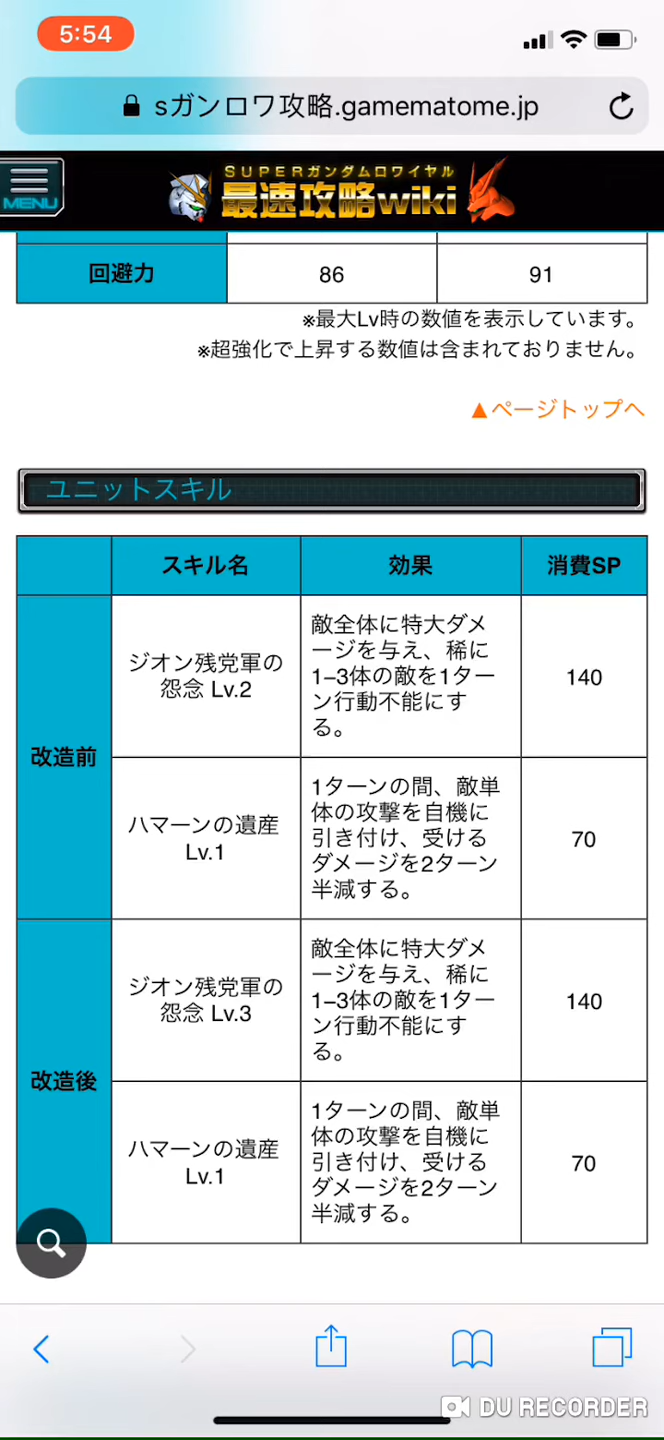 5:54
sガンロワ攻略.gamematome.jp
MENU
SUPERガンダムロワイヤル
最速攻略wiki
回避力 86 91
※最大Lv時の数値を表示しています。
※超強化で上昇する数値は含まれておりません。
▲ページトップへ
ユニットスキル
スキル名 効果 消費SP
改造前
ジオン残党軍の
怨念 Lv.2
敵全体に特大ダメ
ージを与え、稀に
1–3体の敵を1ター
ン行動不能にす
る。
140
ハマーンの遺産
Lv.1
1ターンの間、敵単
体の攻撃を自機に
引き付け、受ける
ダメージを2ターン
半減する。
70
改造後
ジオン残党軍の
怨念 Lv.3
敵全体に特大ダメ
ージを与え、稀に
1–3体の敵を1ター
ン行動不能にす
る。
140
ハマーンの遺産
Lv.1
1ターンの間、敵単
体の攻撃を自機に
引き付け、受ける
ダメージを2ターン
半減する。
70
DU RECORDER